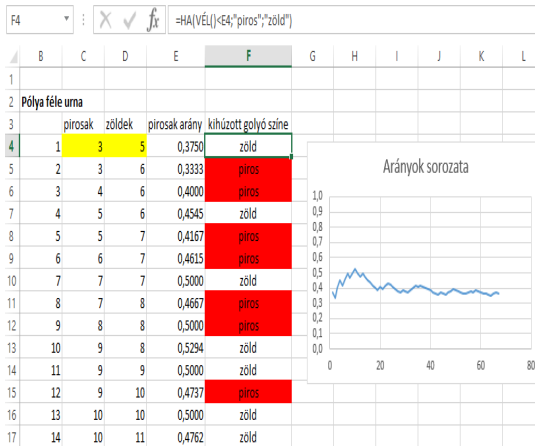 F4 =HA(VÉL()<E4;"piros";"zöld")
B C D E F G H I J K L
1
2 Pólya féle urna
3 pirosak zöldek pirosak arány kihúzott golyó színe
4 1 3 5 0,3750 zöld
5 2 3 6 0,3333 piros
6 3 4 6 0,4000 piros
7 4 5 6 0,4545 zöld
8 5 5 7 0,4167 piros
9 6 6 7 0,4615 piros
10 7 7 7 0,5000 zöld
11 8 7 8 0,4667 piros
12 9 8 8 0,5000 piros
13 10 9 8 0,5294 zöld
14 11 9 9 0,5000 zöld
15 12 9 10 0,4737 piros
16 13 10 10 0,5000 zöld
17 14 10 11 0,4762 zöld
Arányok sorozata
1,0
0,9
0,8
0,7
0,6
0,5
0,4
0,3
0,2
0,1
0,0
0 20 40 60 80